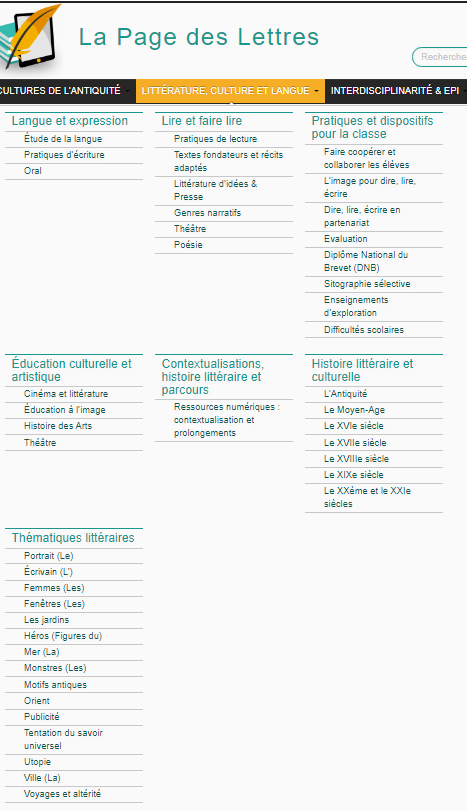 La Page des Lettres
Recherche
CULTURES DE L'ANTIQUITÉ
LITTÉRATURE, CULTURE ET LANGUE
INTERDISCIPLINARITÉ & EPI
Langue et expression
Étude de la langue
Pratiques d'écriture
Oral
Lire et faire lire
Pratiques de lecture
Textes fondateurs et récits
adaptés
Littérature d'idées &
Presse
Genres narratifs
Théâtre
Poésie
Pratiques et dispositifs
pour la classe
Faire coopérer et
collaborer les élèves
L'image pour dire, lire,
écrire
Dire, lire, écrire en
partenariat
Evaluation
Diplôme National du
Brevet (DNB)
Sitographie sélective
Enseignements
d'exploration
Difficultés scolaires
Éducation culturelle et
artistique
Cinéma et littérature
Éducation à l'image
Histoire des Arts
Théâtre
Contextualisations,
histoire littéraire et
parcours
Ressources numériques :
contextualisation et
prolongements
Histoire littéraire et
culturelle
L'Antiquité
Le Moyen-Age
Le XVIe siècle
Le XVIIe siècle
Le XVIIIe siècle
Le XIXe siècle
Le XXème et le XXIe
siècles
Thématiques littéraires
Portrait (Le)
Écrivain (L')
Femmes (Les)
Fenêtres (Les)
Les jardins
Héros (Figures du)
Mer (La)
Monstres (Les)
Motifs antiques
Orient
Publicité
Tentation du savoir
universel
Utopie
Ville (La)
Voyages et altérité